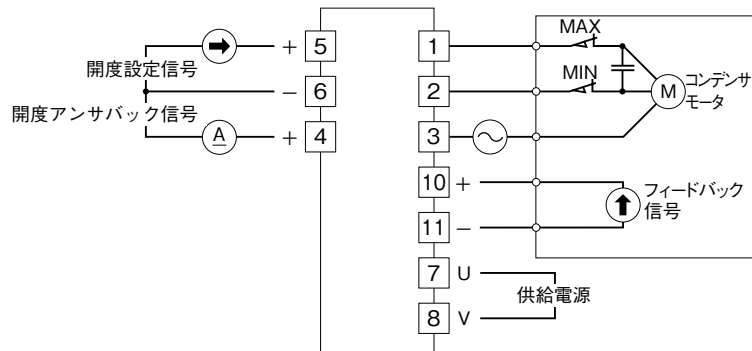 開度設定信号
開度アンサバック信号
+ 5
− 6
A + 4
1
2
3
10 +
11 −
7 U
8 V
供給電源
MAX
MIN
M
コンデンサ
モータ
フィードバック
信号